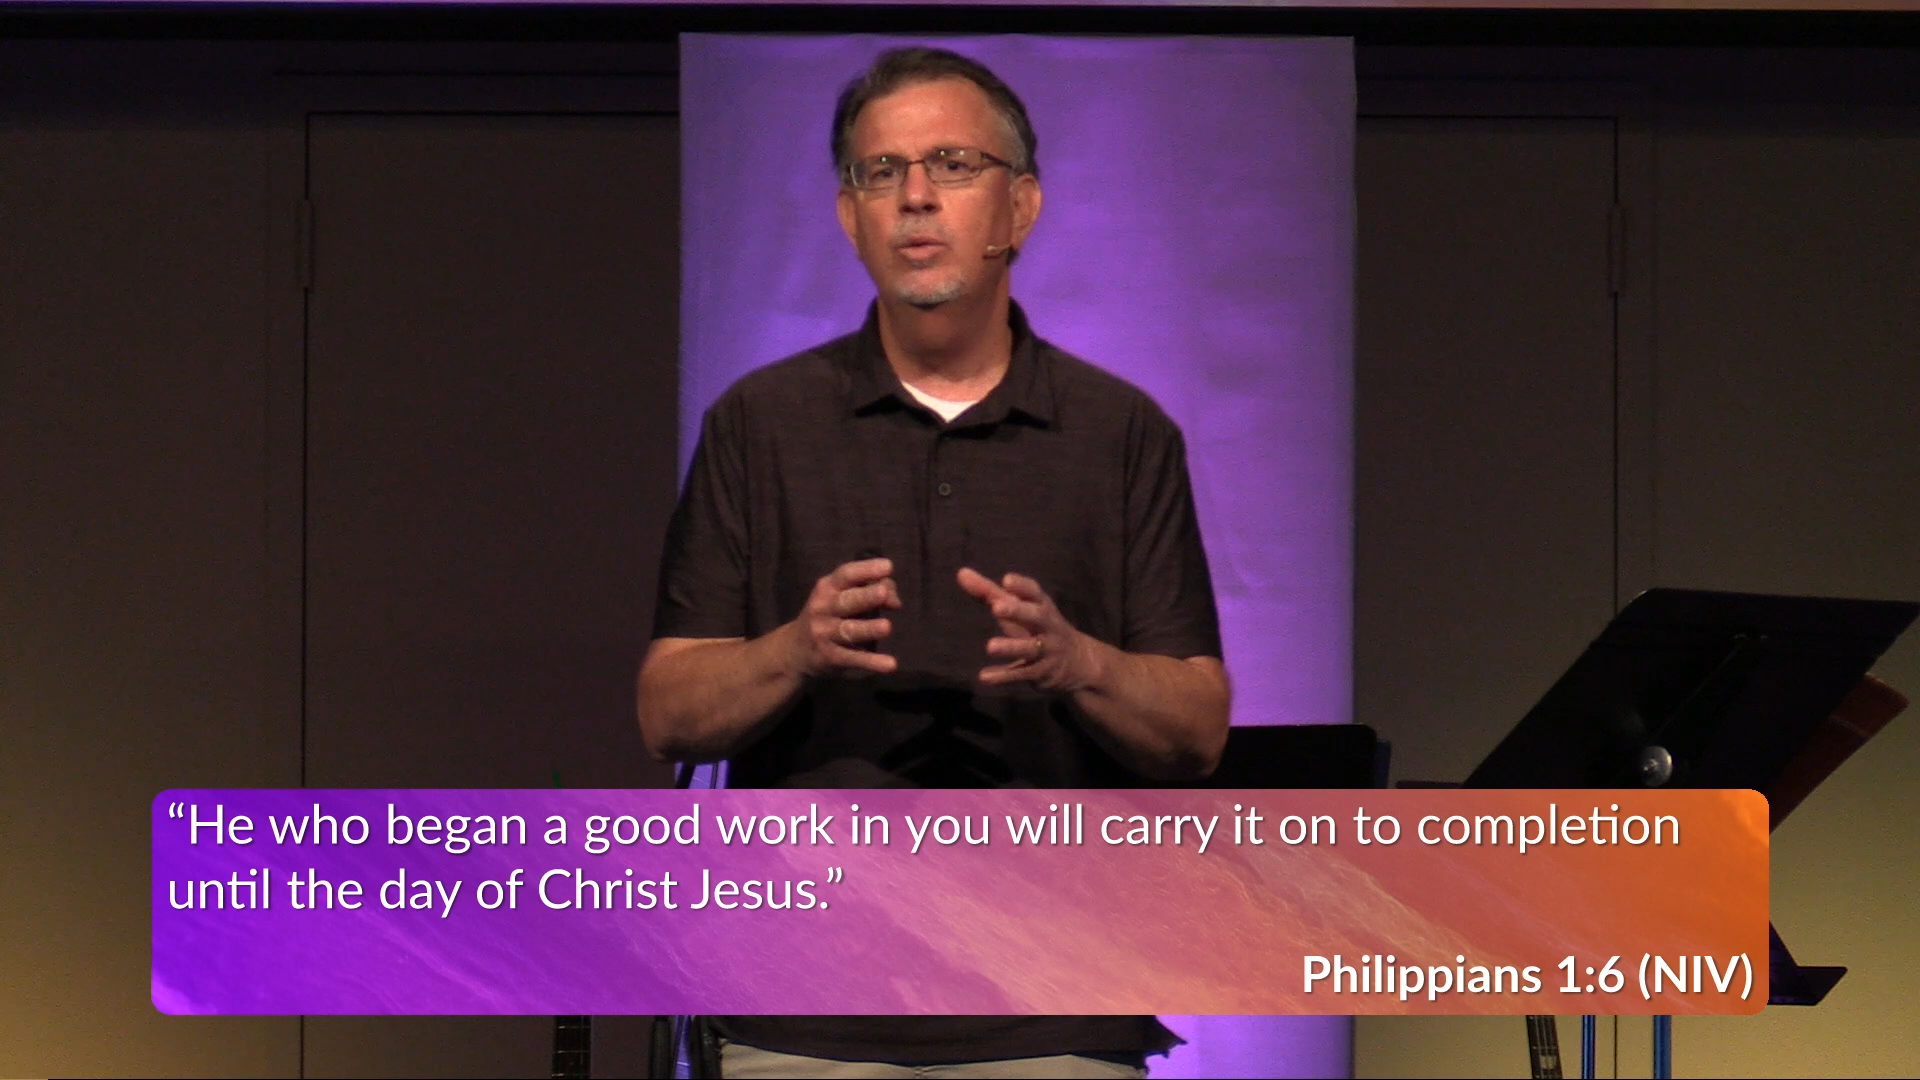 “He who began a good work in you will carry it on to completion
until the day of Christ Jesus.”
Philippians 1:6 (NIV)